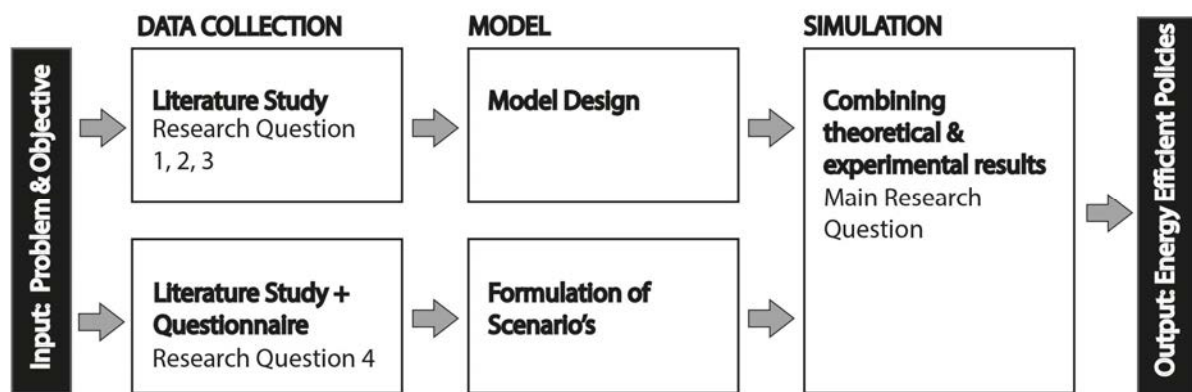 Input: Problem & Objective
DATA COLLECTION
Literature Study
Research Question
1, 2, 3
Literature Study +
Questionnaire
Research Question 4
MODEL
Model Design
Formulation of
Scenario's
SIMULATION
Combining
theoretical &
experimental results
Main Research
Question
Output: Energy Efficient Policies